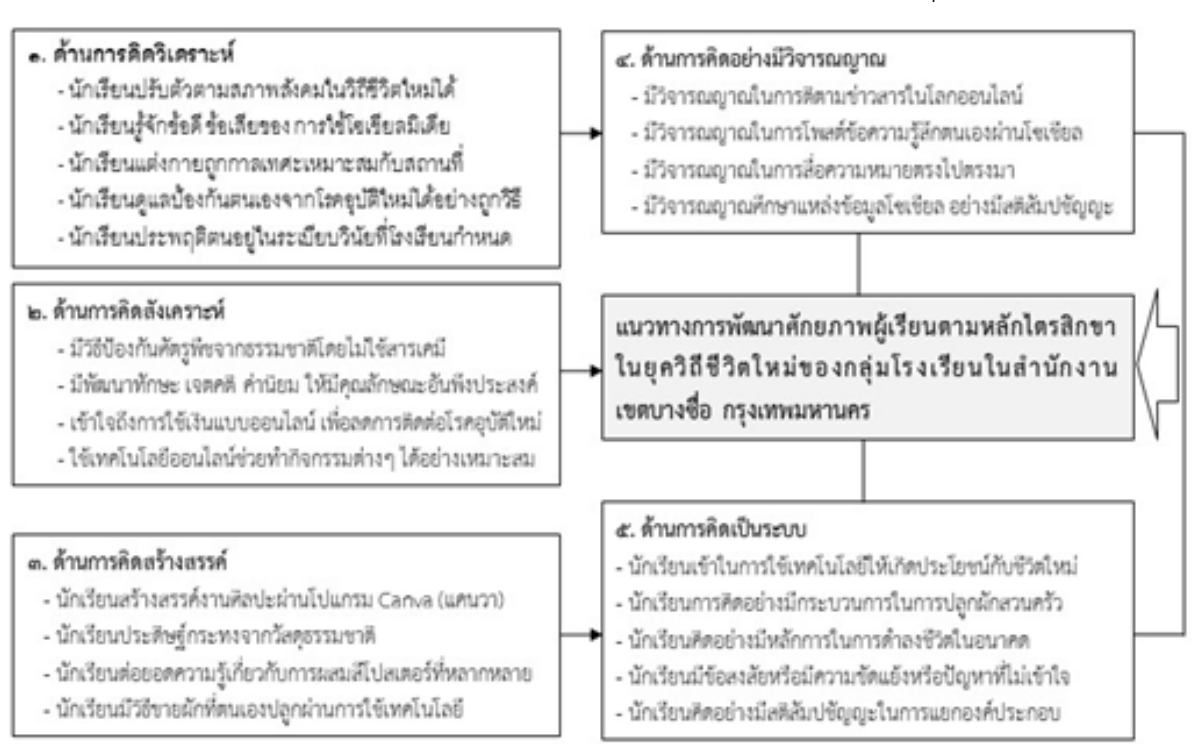 ๑. ด้านการคิดวิเคราะห์
- นักเรียนปรับตัวตามสภาพสังคมในวิถีชีวิตใหม่ได้
- นักเรียนรู้จักข้อดี ข้อเสียของ การใช้โซเชียลมิเดีย
- นักเรียนแต่งกายถูกกาลเทศะเหมาะสมกับสถานที่
- นักเรียนดูแลป้องกันตนเองจากโรคอุบัติใหม่ได้อย่างถูกวิธี
- นักเรียนประพฤติตนอยู่ในระเบียบวินัยที่โรงเรียนกำหนด
๒. ด้านการคิดสังเคราะห์
- มีวิธีป้องกันศัตรูพืชจากธรรมชาติโดยไม่ใช้สารเคมี
- มีพัฒนาทักษะ เจตคติ ค่านิยม ให้มีคุณลักษณะอันพึงประสงค์
- เข้าใจถึงการใช้เงินแบบออนไลน์ เพื่อลดการติดต่อโรคอุบัติใหม่
- ใช้เทคโนโลยีออนไลน์ช่วยทำกิจกรรมต่างๆ ได้อย่างเหมาะสม
๓. ด้านการคิดสร้างสรรค์
- นักเรียนสร้างสรรค์งานศิลปะผ่านโปแกรม Canva (แคนวา)
- นักเรียนประดิษฐ์กระทงจากวัสดุธรรมชาติ
- นักเรียนต่อยอดความรู้เกี่ยวกับการผสมสีโปสเตอร์ที่หลากหลาย
- นักเรียนมีวิธีขายผักที่ตนเองปลูกผ่านการใช้เทคโนโลยี
๔. ด้านการคิดอย่างมีวิจารณญาณ
- มีวิจารณญาณในการติตามข่าวสารในโลกออนไลน์
- มีวิจารณญาณในการโพสต์ข้อความรู้สึกตนเองผ่านโซเชียล
- มีวิจารณญาณในการสื่อความหมายตรงไปตรงมา
- มีวิจารณญาณศึกษาแหล่งข้อมูลโซเชียล อย่างมีสติสัมปชัญญะ
แนวทางการพัฒนาศักยภาพผู้เรียนตามหลักไตรสิกขา
ในยุควิถีชีวิตใหม่ของกลุ่มโรงเรียนในสำนักงาน
เขตบางซื่อ กรุงเทพมหานคร
๕. ด้านการคิดเป็นระบบ
- นักเรียนเข้าในการใช้เทคโนโลยีให้เกิดประโยชน์กับชีวิตใหม่
- นักเรียนการคิดอย่างมีกระบวนการในการปลูกผักสวนครัว
- นักเรียนคิดอย่างมีหลักการในการดำลงชีวิตในอนาคต
- นักเรียนมีข้อสงสัยหรือมีความขัดแย้งหรือปัญหาที่ไม่เข้าใจ
- นักเรียนคิดอย่างมีสติสัมปชัญญะในการแยกองค์ประกอบ